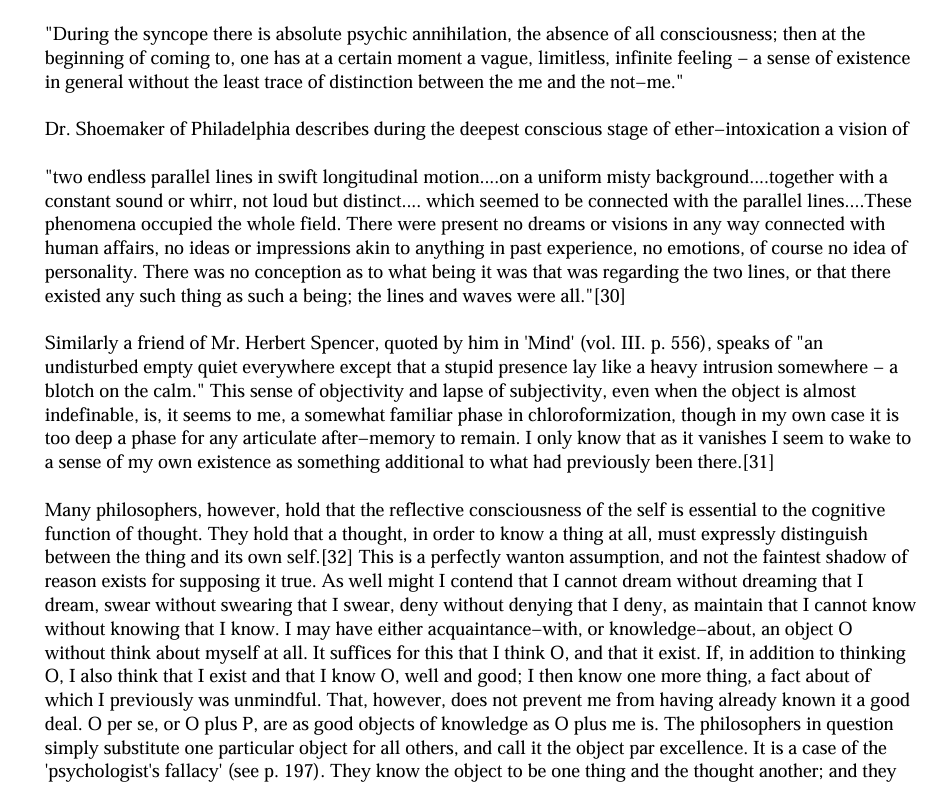 "During the syncope there is absolute psychic annihilation, the absence of all consciousness; then at the
beginning of coming to, one has at a certain moment a vague, limitless, infinite feeling – a sense of existence
in general without the least trace of distinction between the me and the not–me."
Dr. Shoemaker of Philadelphia describes during the deepest conscious stage of ether–intoxication a vision of
"two endless parallel lines in swift longitudinal motion....on a uniform misty background....together with a
constant sound or whirr, not loud but distinct.... which seemed to be connected with the parallel lines....These
phenomena occupied the whole field. There were present no dreams or visions in any way connected with
human affairs, no ideas or impressions akin to anything in past experience, no emotions, of course no idea of
personality. There was no conception as to what being it was that was regarding the two lines, or that there
existed any such thing as such a being; the lines and waves were all."[30]
Similarly a friend of Mr. Herbert Spencer, quoted by him in 'Mind' (vol. III. p. 556), speaks of "an
undisturbed empty quiet everywhere except that a stupid presence lay like a heavy intrusion somewhere – a
blotch on the calm." This sense of objectivity and lapse of subjectivity, even when the object is almost
indefinable, is, it seems to me, a somewhat familiar phase in chloroformization, though in my own case it is
too deep a phase for any articulate after–memory to remain. I only know that as it vanishes I seem to wake to
a sense of my own existence as something additional to what had previously been there.[31]
Many philosophers, however, hold that the reflective consciousness of the self is essential to the cognitive
function of thought. They hold that a thought, in order to know a thing at all, must expressly distinguish
between the thing and its own self.[32] This is a perfectly wanton assumption, and not the faintest shadow of
reason exists for supposing it true. As well might I contend that I cannot dream without dreaming that I
dream, swear without swearing that I swear, deny without denying that I deny, as maintain that I cannot know
without knowing that I know. I may have either acquaintance–with, or knowledge–about, an object O
without think about myself at all. It suffices for this that I think O, and that it exist. If, in addition to thinking
O, I also think that I exist and that I know O, well and good; I then know one more thing, a fact about of
which I previously was unmindful. That, however, does not prevent me from having already known it a good
deal. O per se, or O plus P, are as good objects of knowledge as O plus me is. The philosophers in question
simply substitute one particular object for all others, and call it the object par excellence. It is a case of the
'psychologist's fallacy' (see p. 197). They know the object to be one thing and the thought another; and they